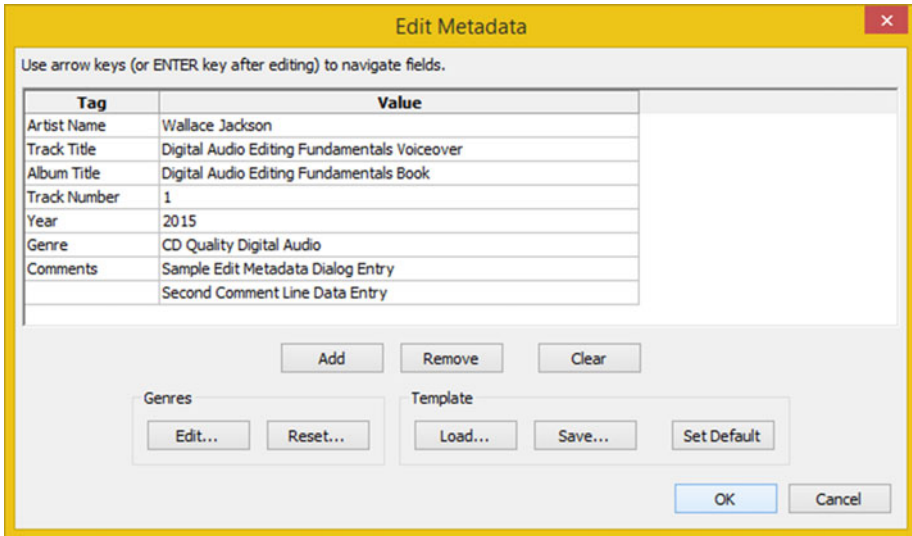 Edit Metadata
Use arrow keys (or ENTER key after editing) to navigate fields.
Tag Value
Artist Name Wallace Jackson
Track Title Digital Audio Editing Fundamentals Voiceover
Album Title Digital Audio Editing Fundamentals Book
Track Number 1
Year 2015
Genre CD Quality Digital Audio
Comments Sample Edit Metadata Dialog Entry
Second Comment Line Data Entry
Add Remove Clear
Genres Template
Edit... Reset... Load... Save... Set Default
OK Cancel